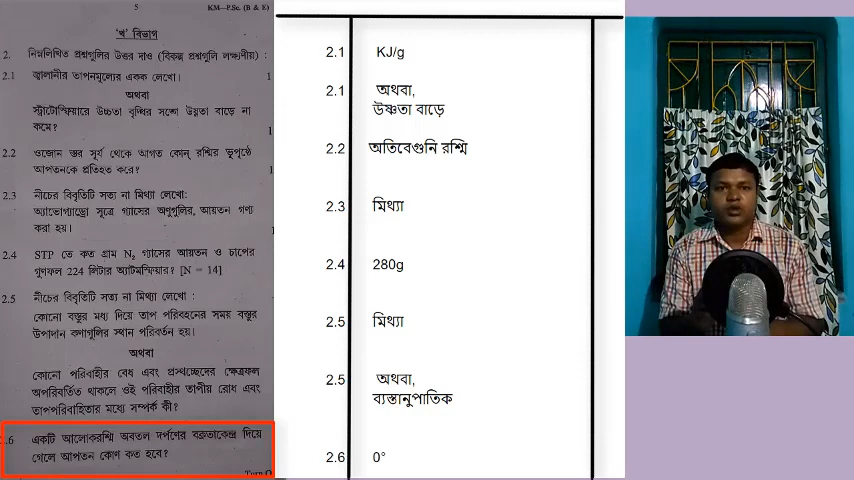 5
KM—P.Sc. (B & E)
'খ' বিভাগ
2. নিম্নলিখিত প্রশ্নগুলির উত্তর দাও (বিকল্প প্রশ্নগুলি লক্ষ্যণীয়) :
2.1 জ্বালানীর তাপনমূল্যের একক লেখো। 1
অথবা
স্ট্র্যাটোস্ফিয়ারে উচ্চতা বৃদ্ধির সঙ্গে উষ্ণতা বাড়ে না
কমে? 1
2.2 ওজোন স্তর সূর্য থেকে আগত কোন্ রশ্মির ভূপৃষ্ঠে
আপতনকে প্রতিহত করে? 1
2.3 নীচের বিবৃতিটি সত্য না মিথ্যা লেখো:
অ্যাভোগ্যাড্রো সূত্রে গ্যাসের অণুগুলির, আয়তন গণ্য
করা হয়। 1
2.4 STP তে কত গ্রাম N₂ গ্যাসের আয়তন ও চাপের
গুণফল 224 লিটার অ্যাটমস্ফিয়ার? [N = 14]
2.5 নীচের বিবৃতিটি সত্য না মিথ্যা লেখো :
কোনো বস্তুর মধ্য দিয়ে তাপ পরিবহনের সময় বস্তুর
উপাদান কণাগুলির স্থান পরিবর্তন হয়।
অথবা
কোনো পরিবাহীর বেধ এবং প্রস্থচ্ছেদের ক্ষেত্রফল
অপরিবর্তিত থাকলে ওই পরিবাহীর তাপীয় রোধ এবং
তাপপরিবাহিতার মধ্যে সম্পর্ক কী?
.6 একটি আলোকরশ্মি অবতল দর্পণের বক্রতাকেন্দ্র দিয়ে
গেলে আপতন কোণ কত হবে?
2.1 KJ/g
2.1 অথবা,
উষ্ণতা বাড়ে
2.2 অতিবেগুনি রশ্মি
2.3 মিথ্যা
2.4 280g
2.5 মিথ্যা
2.5 অথবা,
ব্যস্তানুপাতিক
2.6 0°